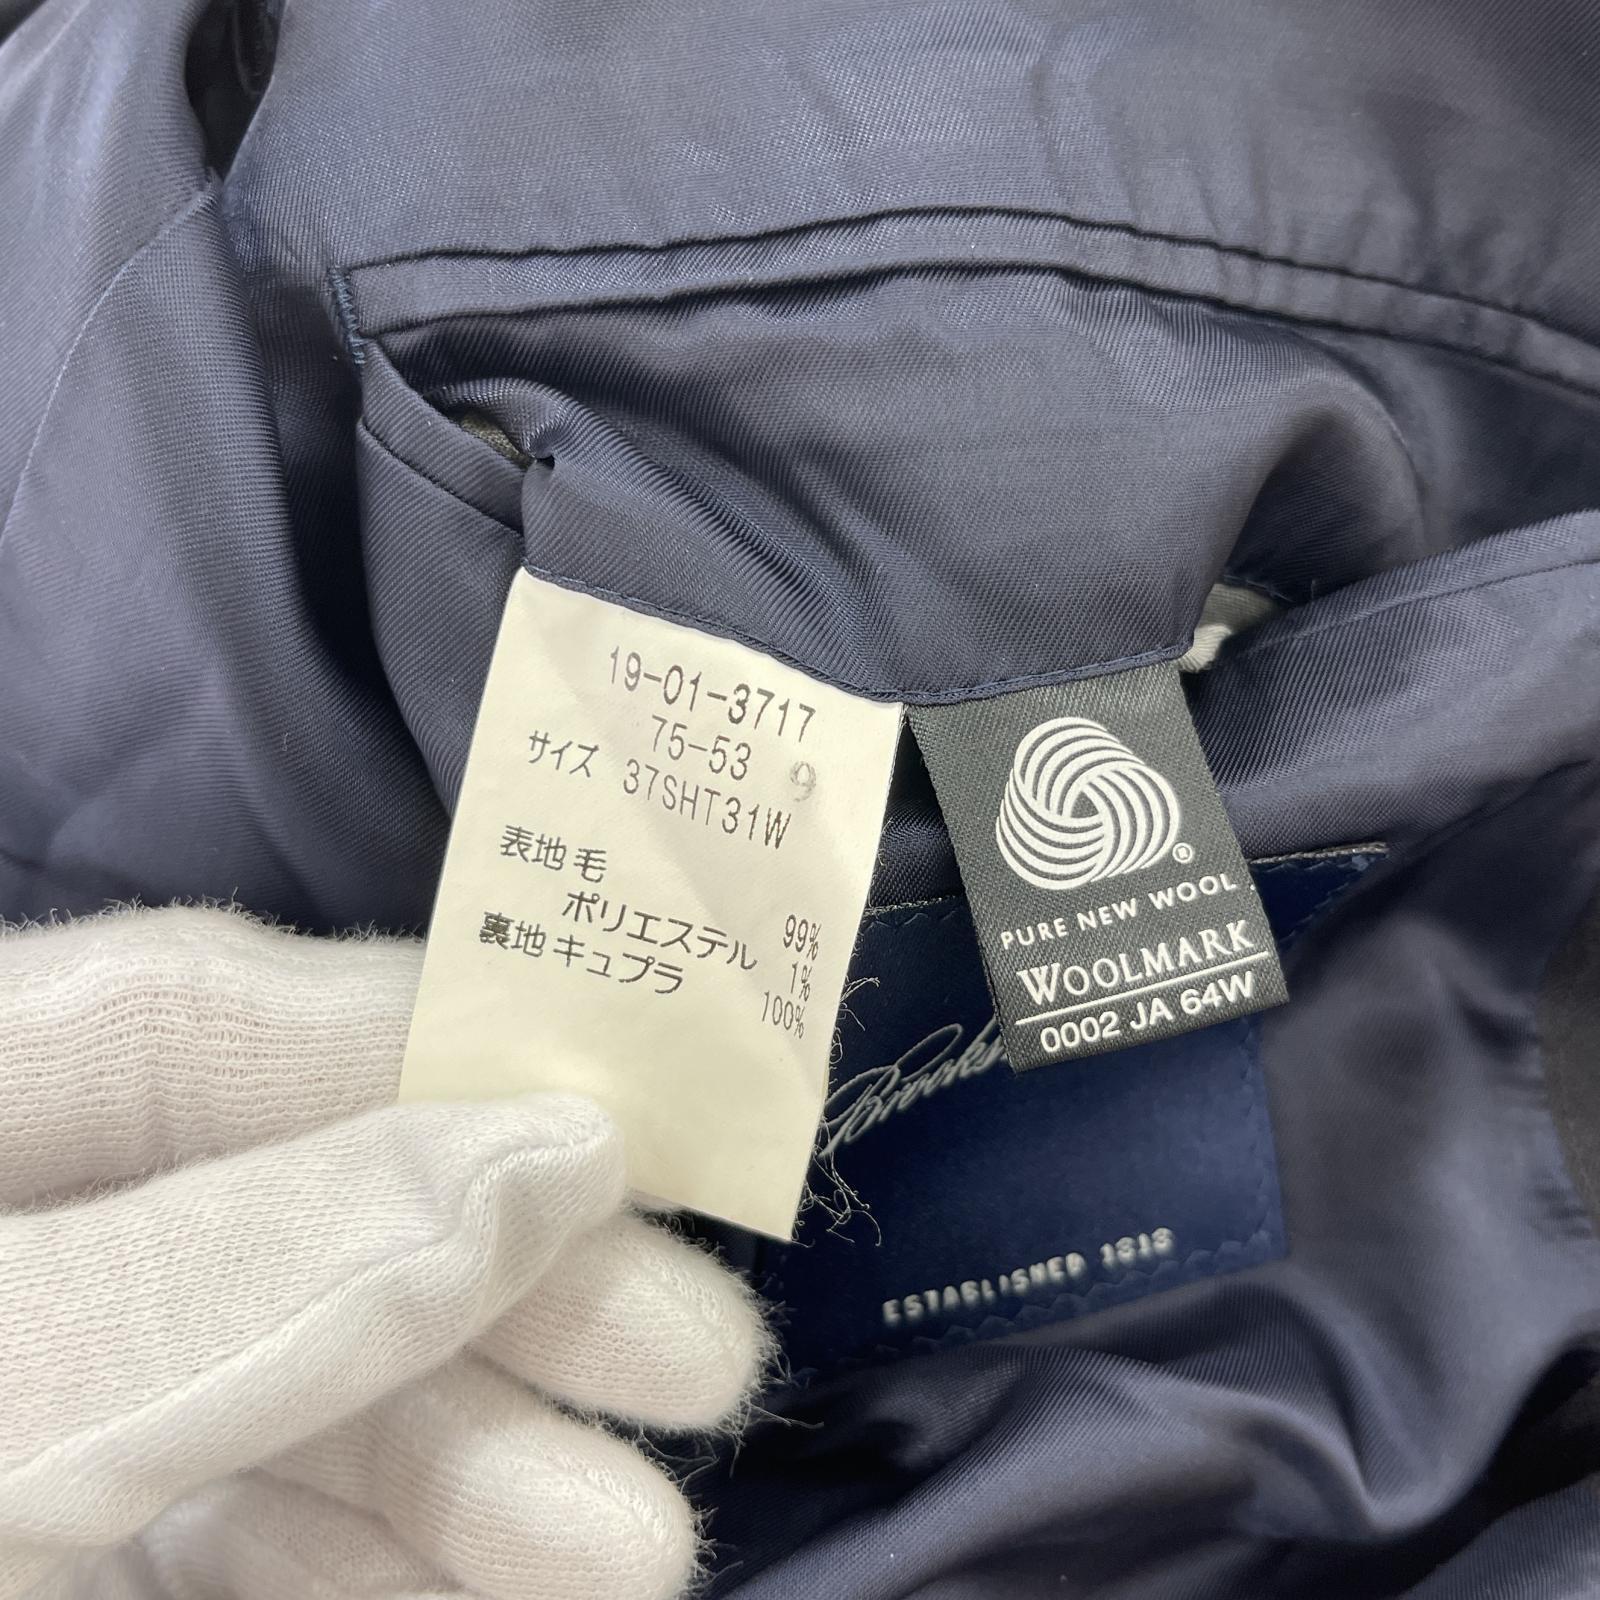 19-01-3717
75-53 9
サイズ 37SHT31W
表地 毛 99%
ポリエステル 1%
裏地 キュプラ 100%
PURE NEW WOOL
WOOLMARK
0002 JA 64W
Brooks
ESTABLISHED 1818